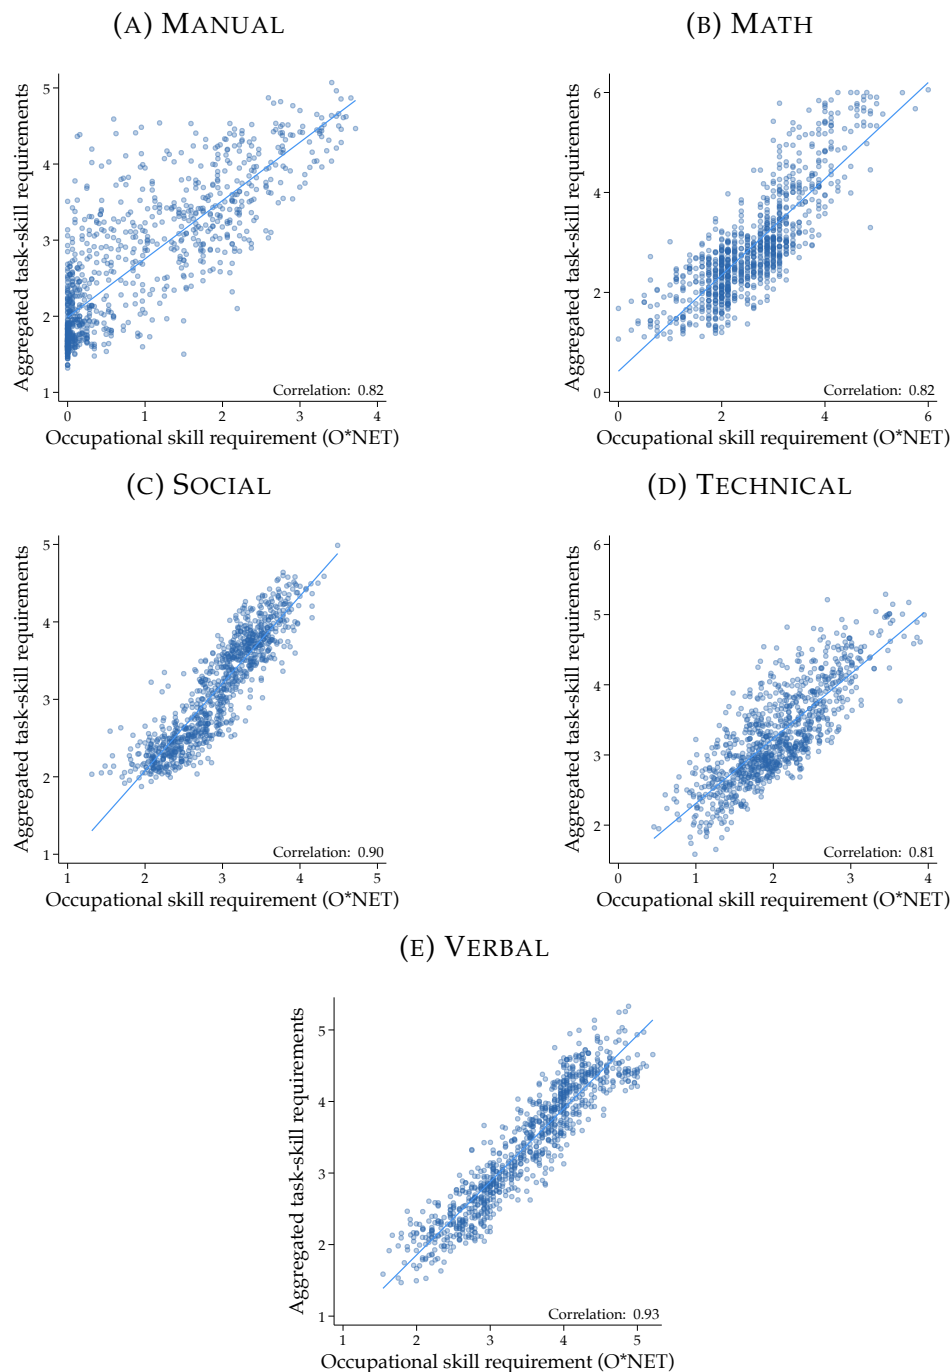 (A) MANUAL
Aggregated task-skill requirements
5
4
3
2
1
Correlation: 0.82
0 1 2 3 4
Occupational skill requirement (O*NET)
(B) MATH
Aggregated task-skill requirements
6
4
2
0
Correlation: 0.82
0 2 4 6
Occupational skill requirement (O*NET)
(C) SOCIAL
Aggregated task-skill requirements
5
4
3
2
1
Correlation: 0.90
1 2 3 4 5
Occupational skill requirement (O*NET)
(D) TECHNICAL
Aggregated task-skill requirements
6
5
4
3
2
Correlation: 0.81
0 1 2 3 4
Occupational skill requirement (O*NET)
(E) VERBAL
Aggregated task-skill requirements
5
4
3
2
1
Correlation: 0.93
1 2 3 4 5
Occupational skill requirement (O*NET)